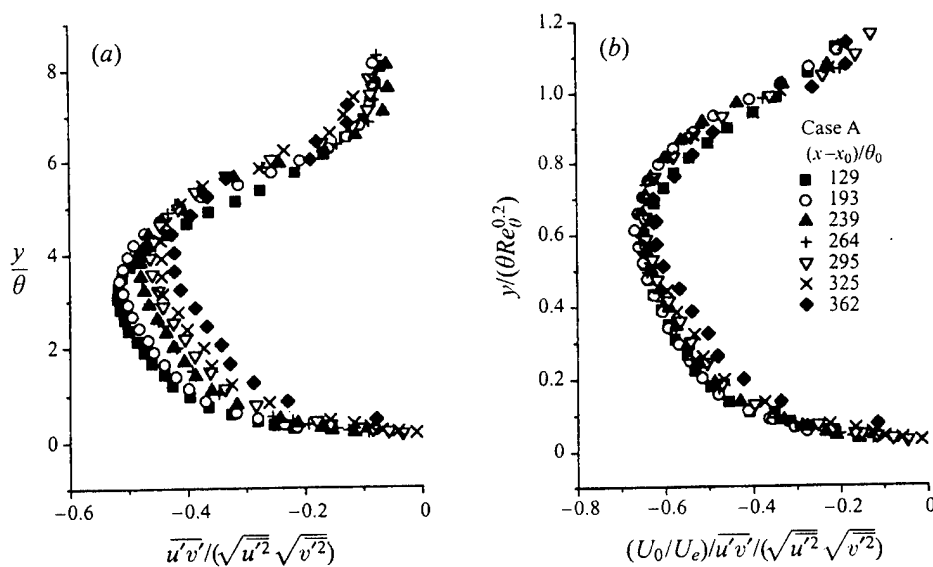 (a)
8
6
4
2
0
y/θ
−0.6 −0.4 −0.2 0
u′v′/(√u′² √v′²)
(b)
1.2
1.0
0.8
0.6
0.4
0.2
0
y/(θRe_θ^0.2)
−0.8 −0.6 −0.4 −0.2 0
(U₀/Uₑ)/u′v′/(√u′² √v′²)
Case A
(x−x₀)/θ₀
129
193
239
264
295
325
362